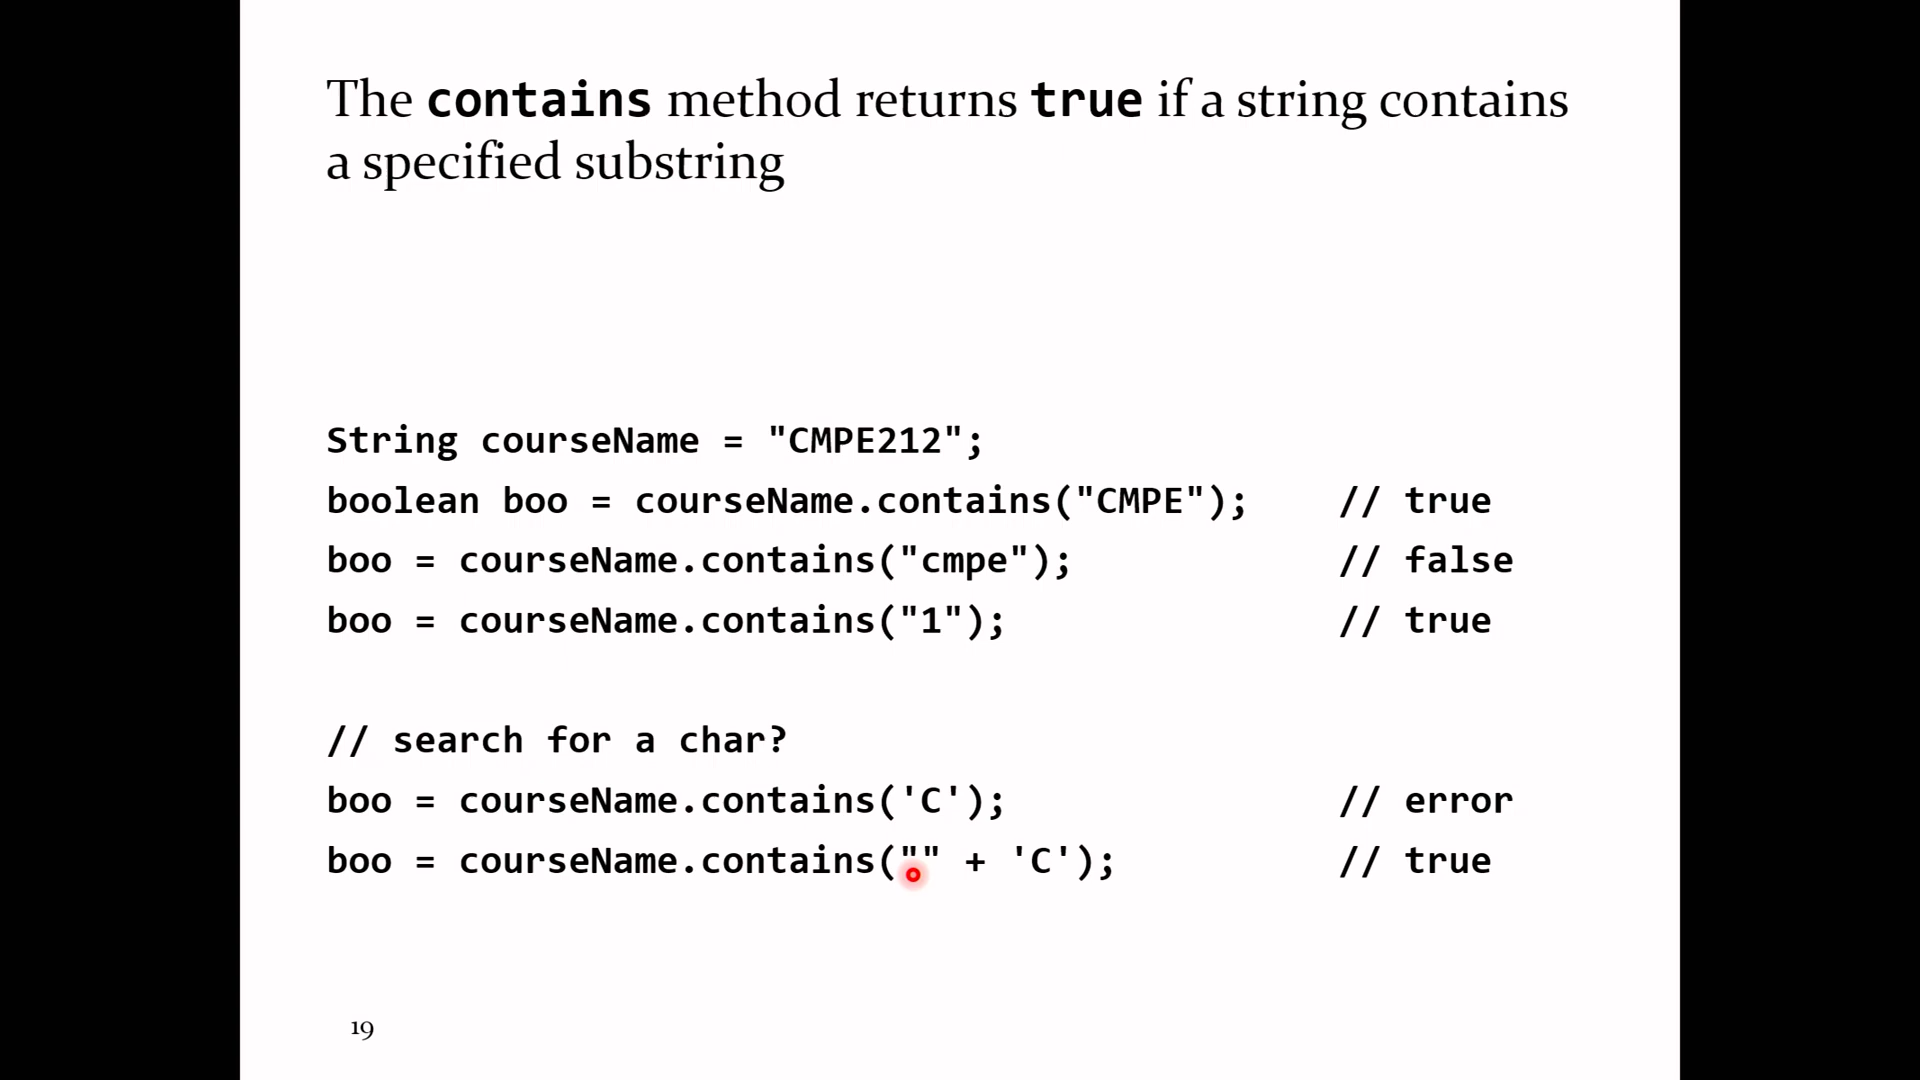 The contains method returns true if a string contains
a specified substring
String courseName = "CMPE212";
boolean boo = courseName.contains("CMPE"); // true
boo = courseName.contains("cmpe"); // false
boo = courseName.contains("1"); // true
// search for a char?
boo = courseName.contains('C'); // error
boo = courseName.contains("" + 'C'); // true
19